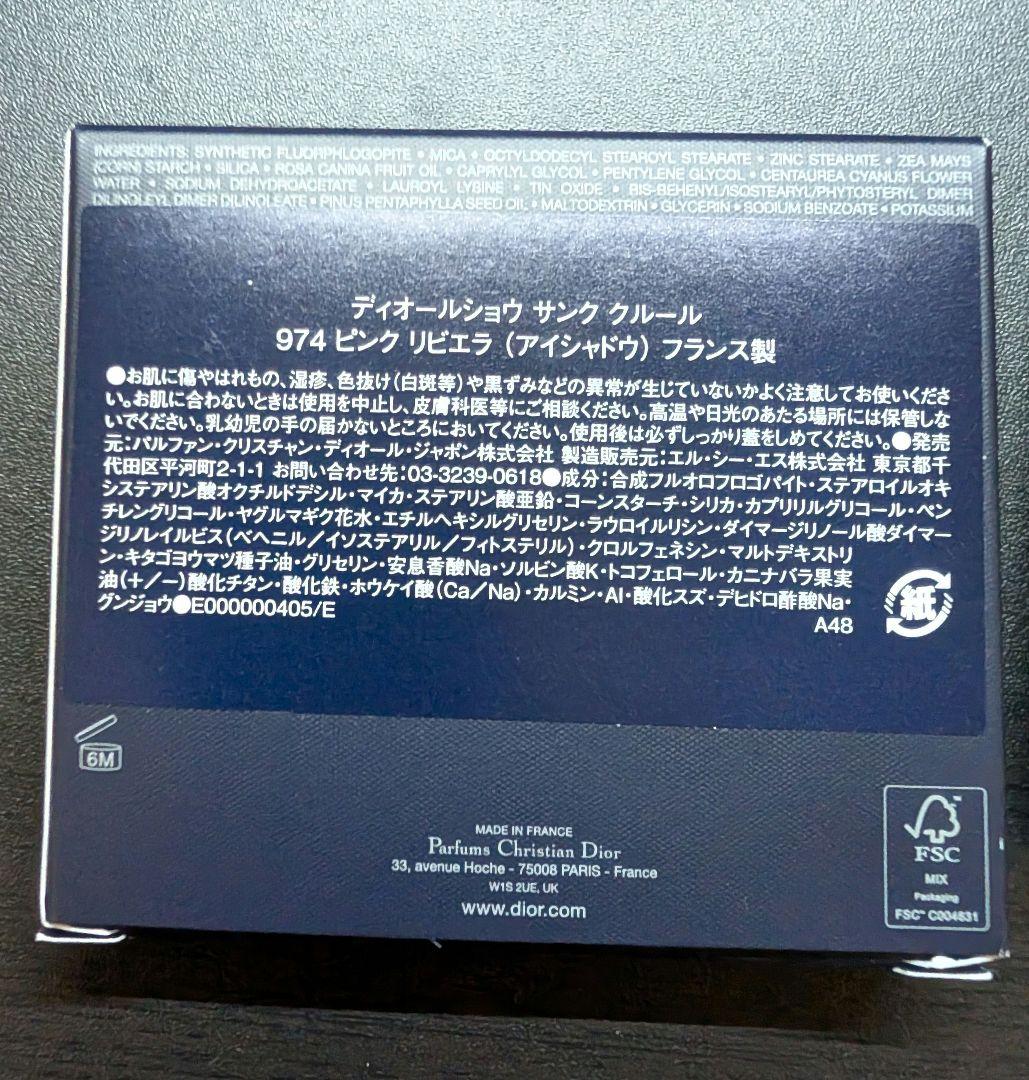 INGREDIENTS: SYNTHETIC FLUORPHLOGOPITE • MICA • OCTYLDODECYL STEAROYL STEARATE • ZINC STEARATE • ZEA MAYS
(CORN) STARCH • SILICA • ROSA CANINA FRUIT OIL • CAPRYLYL GLYCOL • PENTYLENE GLYCOL • CENTAUREA CYANUS FLOWER
WATER • SODIUM DEHYDROACETATE • LAUROYL LYSINE • TIN OXIDE • BIS-BEHENYL/ISOSTEARYL/PHYTOSTERYL DIMER
DILINOLEYL DIMER DILINOLEATE • PINUS PENTAPHYLLA SEED OIL • MALTODEXTRIN • GLYCERIN • SODIUM BENZOATE • POTASSIUM
ディオールショウ サンク クルール
974 ピンク リビエラ (アイシャドウ) フランス製
●お肌に傷やはれもの、湿疹、色抜け(白斑等)や黒ずみなどの異常が生じていないかよく注意してお使いくださ
い。お肌に合わないときは使用を中止し、皮膚科医等にご相談ください。高温や日光のあたる場所には保管しな
いでください。乳幼児の手の届かないところにおいてください。使用後は必ずしっかり蓋をしめてください。●発売
元:パルファン・クリスチャン・ディオール・ジャポン株式会社 製造販売元:エル・シー・エス株式会社 東京都千
代田区平河町2-1-1 お問い合わせ先:03-3239-0618●成分:合成フルオロフロゴパイト・ステアロイルオキ
システアリン酸オクチルドデシル・マイカ・ステアリン酸亜鉛・コーンスターチ・シリカ・カプリリルグリコール・ペン
チレングリコール・ヤグルマギク花水・エチルヘキシルグリセリン・ラウロイルリシン・ダイマージリノール酸ダイマー
ジリノレイルビス(ベヘニル/イソステアリル/フィトステリル)・クロルフェネシン・マルトデキストリ
ン・キタゴヨウマツ種子油・グリセリン・安息香酸Na・ソルビン酸K・トコフェロール・カニナバラ果実
油(+/−)酸化チタン・酸化鉄・ホウケイ酸(Ca/Na)・カルミン・Al・酸化スズ・デヒドロ酢酸Na・
グンジョウ●E000000405/E
A48
紙
6M
MADE IN FRANCE
Parfums Christian Dior
33, avenue Hoche - 75008 PARIS - France
W1S 2UE, UK
www.dior.com
FSC
MIX
Packaging
FSC™ C004831